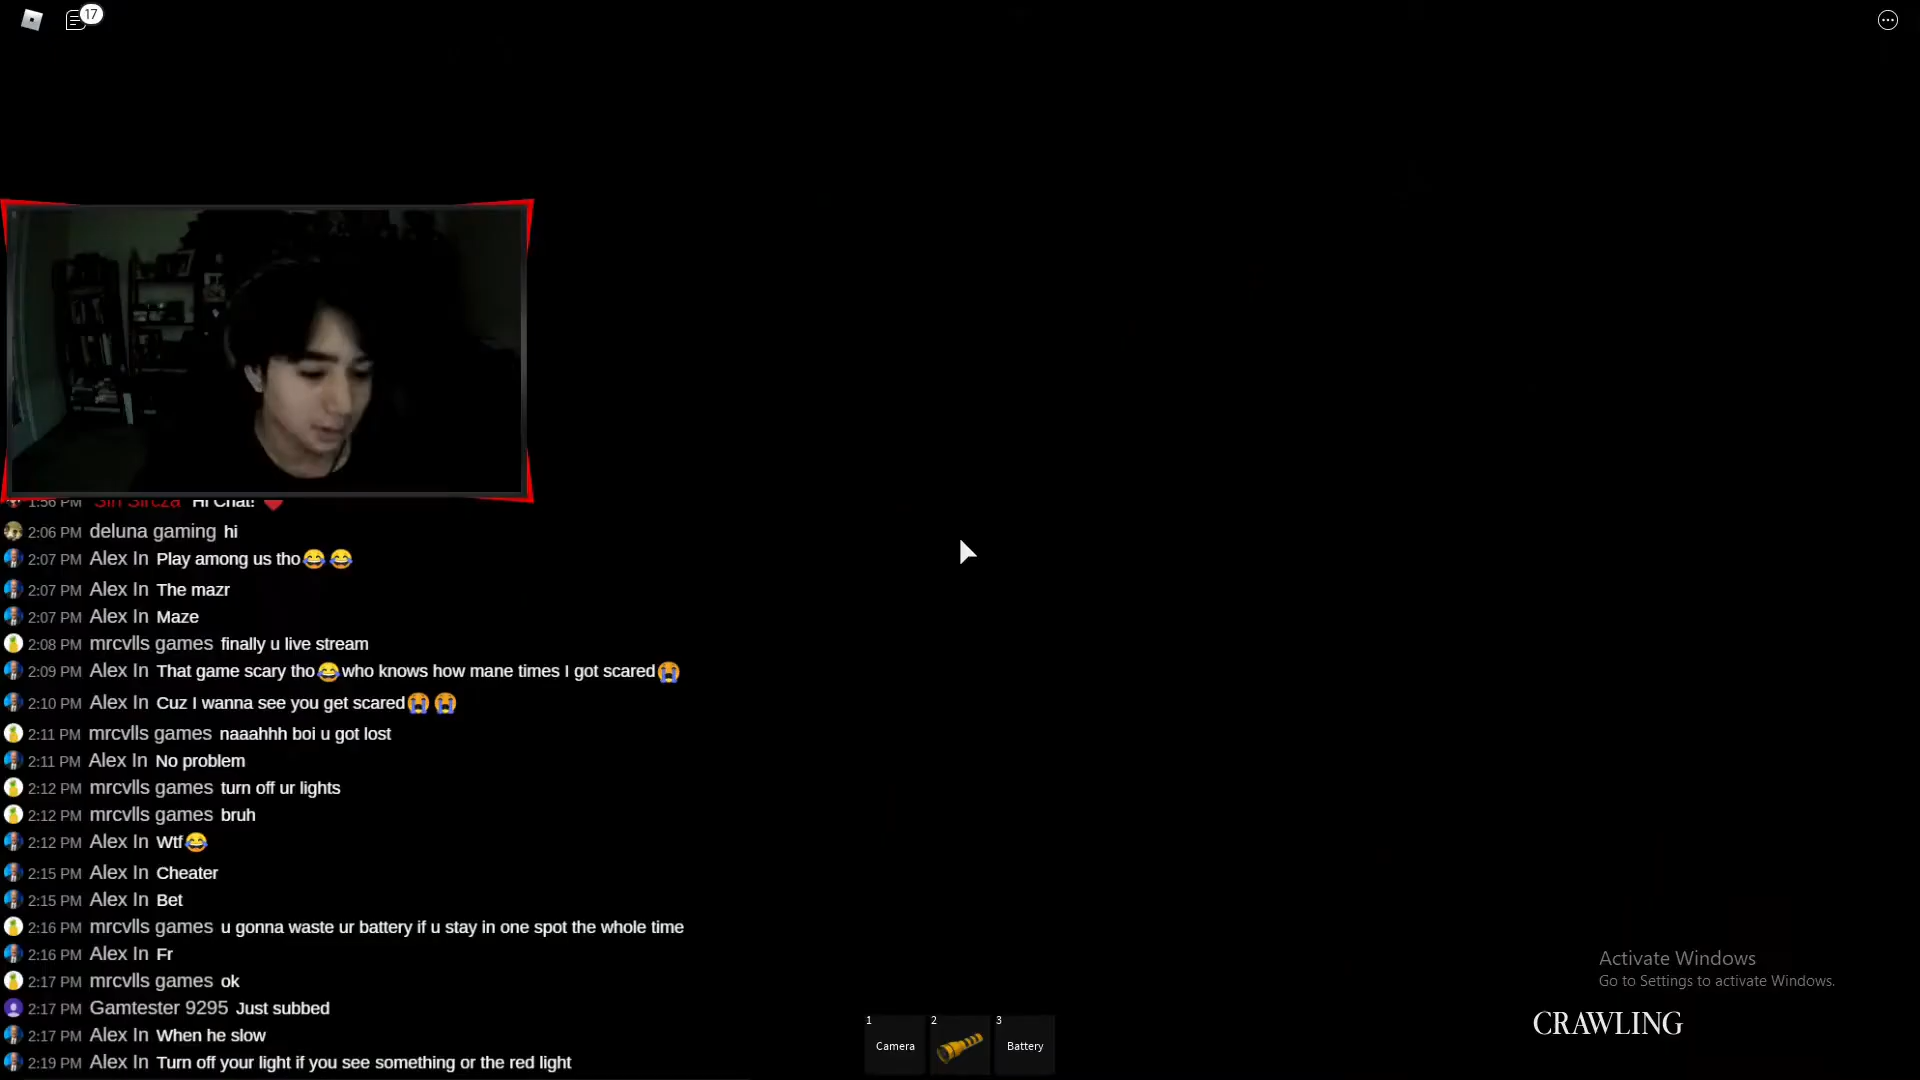 17
1:56 PM Siri Sircza Hi Chat! ❤
2:06 PM deluna gaming hi
2:07 PM Alex In Play among us tho😂😂
2:07 PM Alex In The mazr
2:07 PM Alex In Maze
2:08 PM mrcvlls games finally u live stream
2:09 PM Alex In That game scary tho😂who knows how mane times I got scared😭
2:10 PM Alex In Cuz I wanna see you get scared😭😭
2:11 PM mrcvlls games naaahhh boi u got lost
2:11 PM Alex In No problem
2:12 PM mrcvlls games turn off ur lights
2:12 PM mrcvlls games bruh
2:12 PM Alex In Wtf😂
2:15 PM Alex In Cheater
2:15 PM Alex In Bet
2:16 PM mrcvlls games u gonna waste ur battery if u stay in one spot the whole time
2:16 PM Alex In Fr
2:17 PM mrcvlls games ok
2:17 PM Gamtester 9295 Just subbed
2:17 PM Alex In When he slow
2:19 PM Alex In Turn off your light if you see something or the red light
1 2 3
Camera Battery
Activate Windows
Go to Settings to activate Windows.
CRAWLING